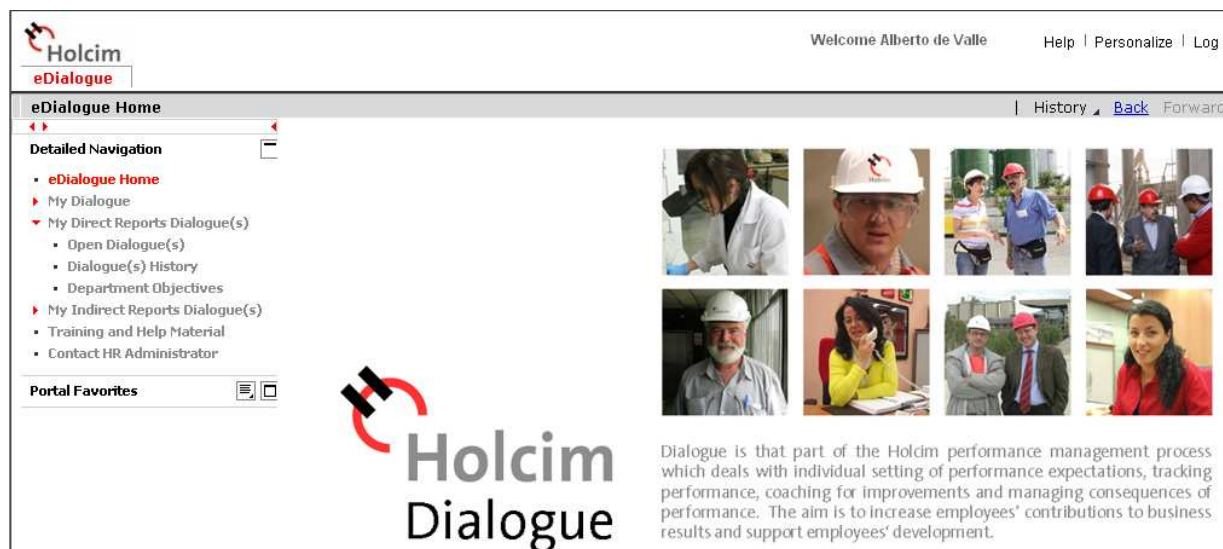 Holcim
Welcome Alberto de Valle
Help | Personalize | Log
eDialogue
eDialogue Home
| History Back Forward
Detailed Navigation
eDialogue Home
My Dialogue
My Direct Reports Dialogue(s)
Open Dialogue(s)
Dialogue(s) History
Department Objectives
My Indirect Reports Dialogue(s)
Training and Help Material
Contact HR Administrator
Portal Favorites
Holcim
Dialogue
Dialogue is that part of the Holcim performance management process
which deals with individual setting of performance expectations, tracking
performance, coaching for improvements and managing consequences of
performance. The aim is to increase employees' contributions to business
results and support employees' development.